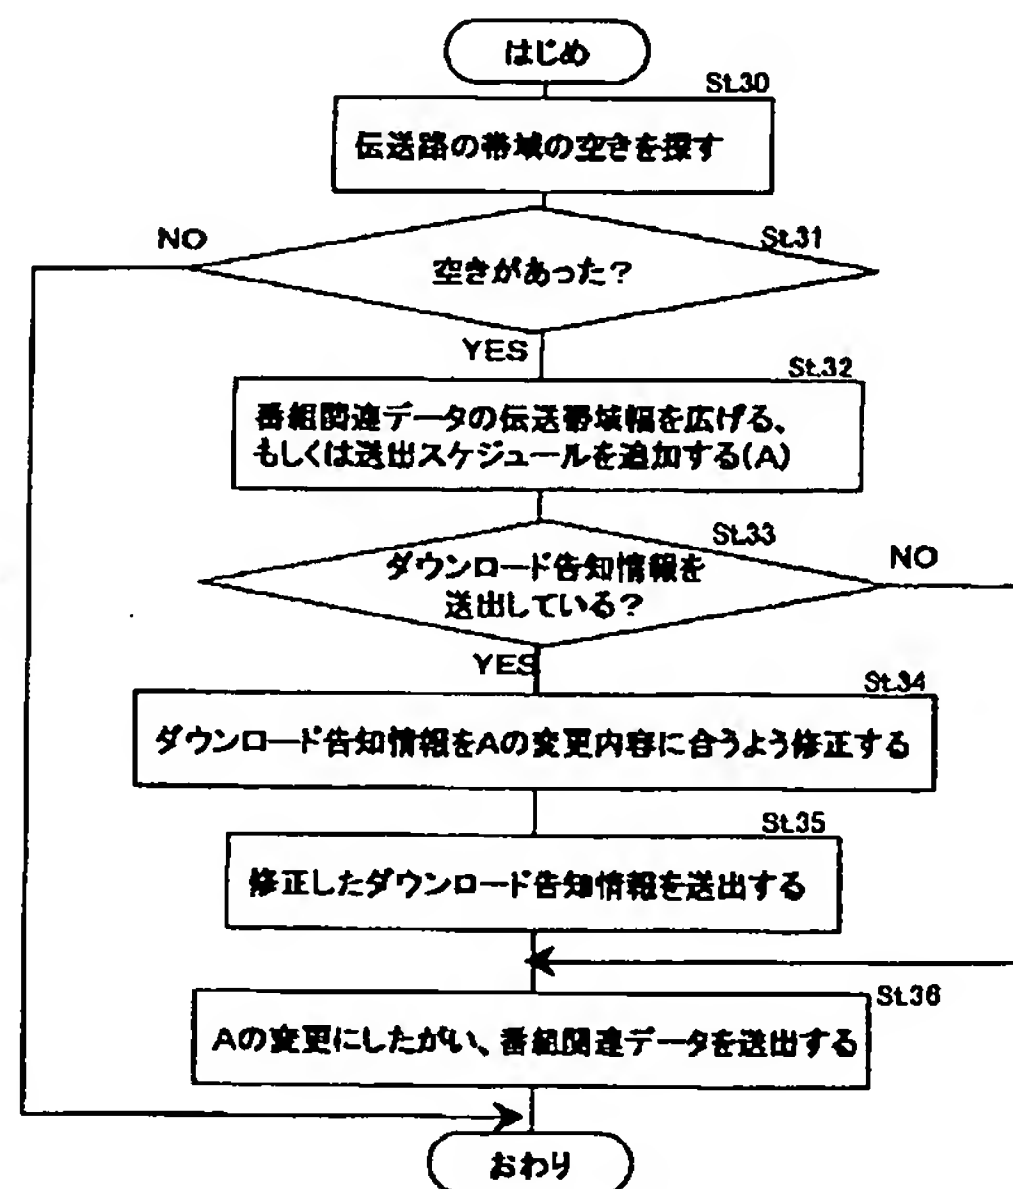 はじめ
St.30
伝送路の帯域の空きを探す
NO
St.31
空きがあった？
YES
St.32
番組関連データの伝送帯域幅を広げる、
もしくは送出スケジュールを追加する(A)
St.33
ダウンロード告知情報を
送出している？
NO
YES
St.34
ダウンロード告知情報をAの変更内容に合うよう修正する
St.35
修正したダウンロード告知情報を送出する
St.36
Aの変更にしたがい、番組関連データを送出する
おわり